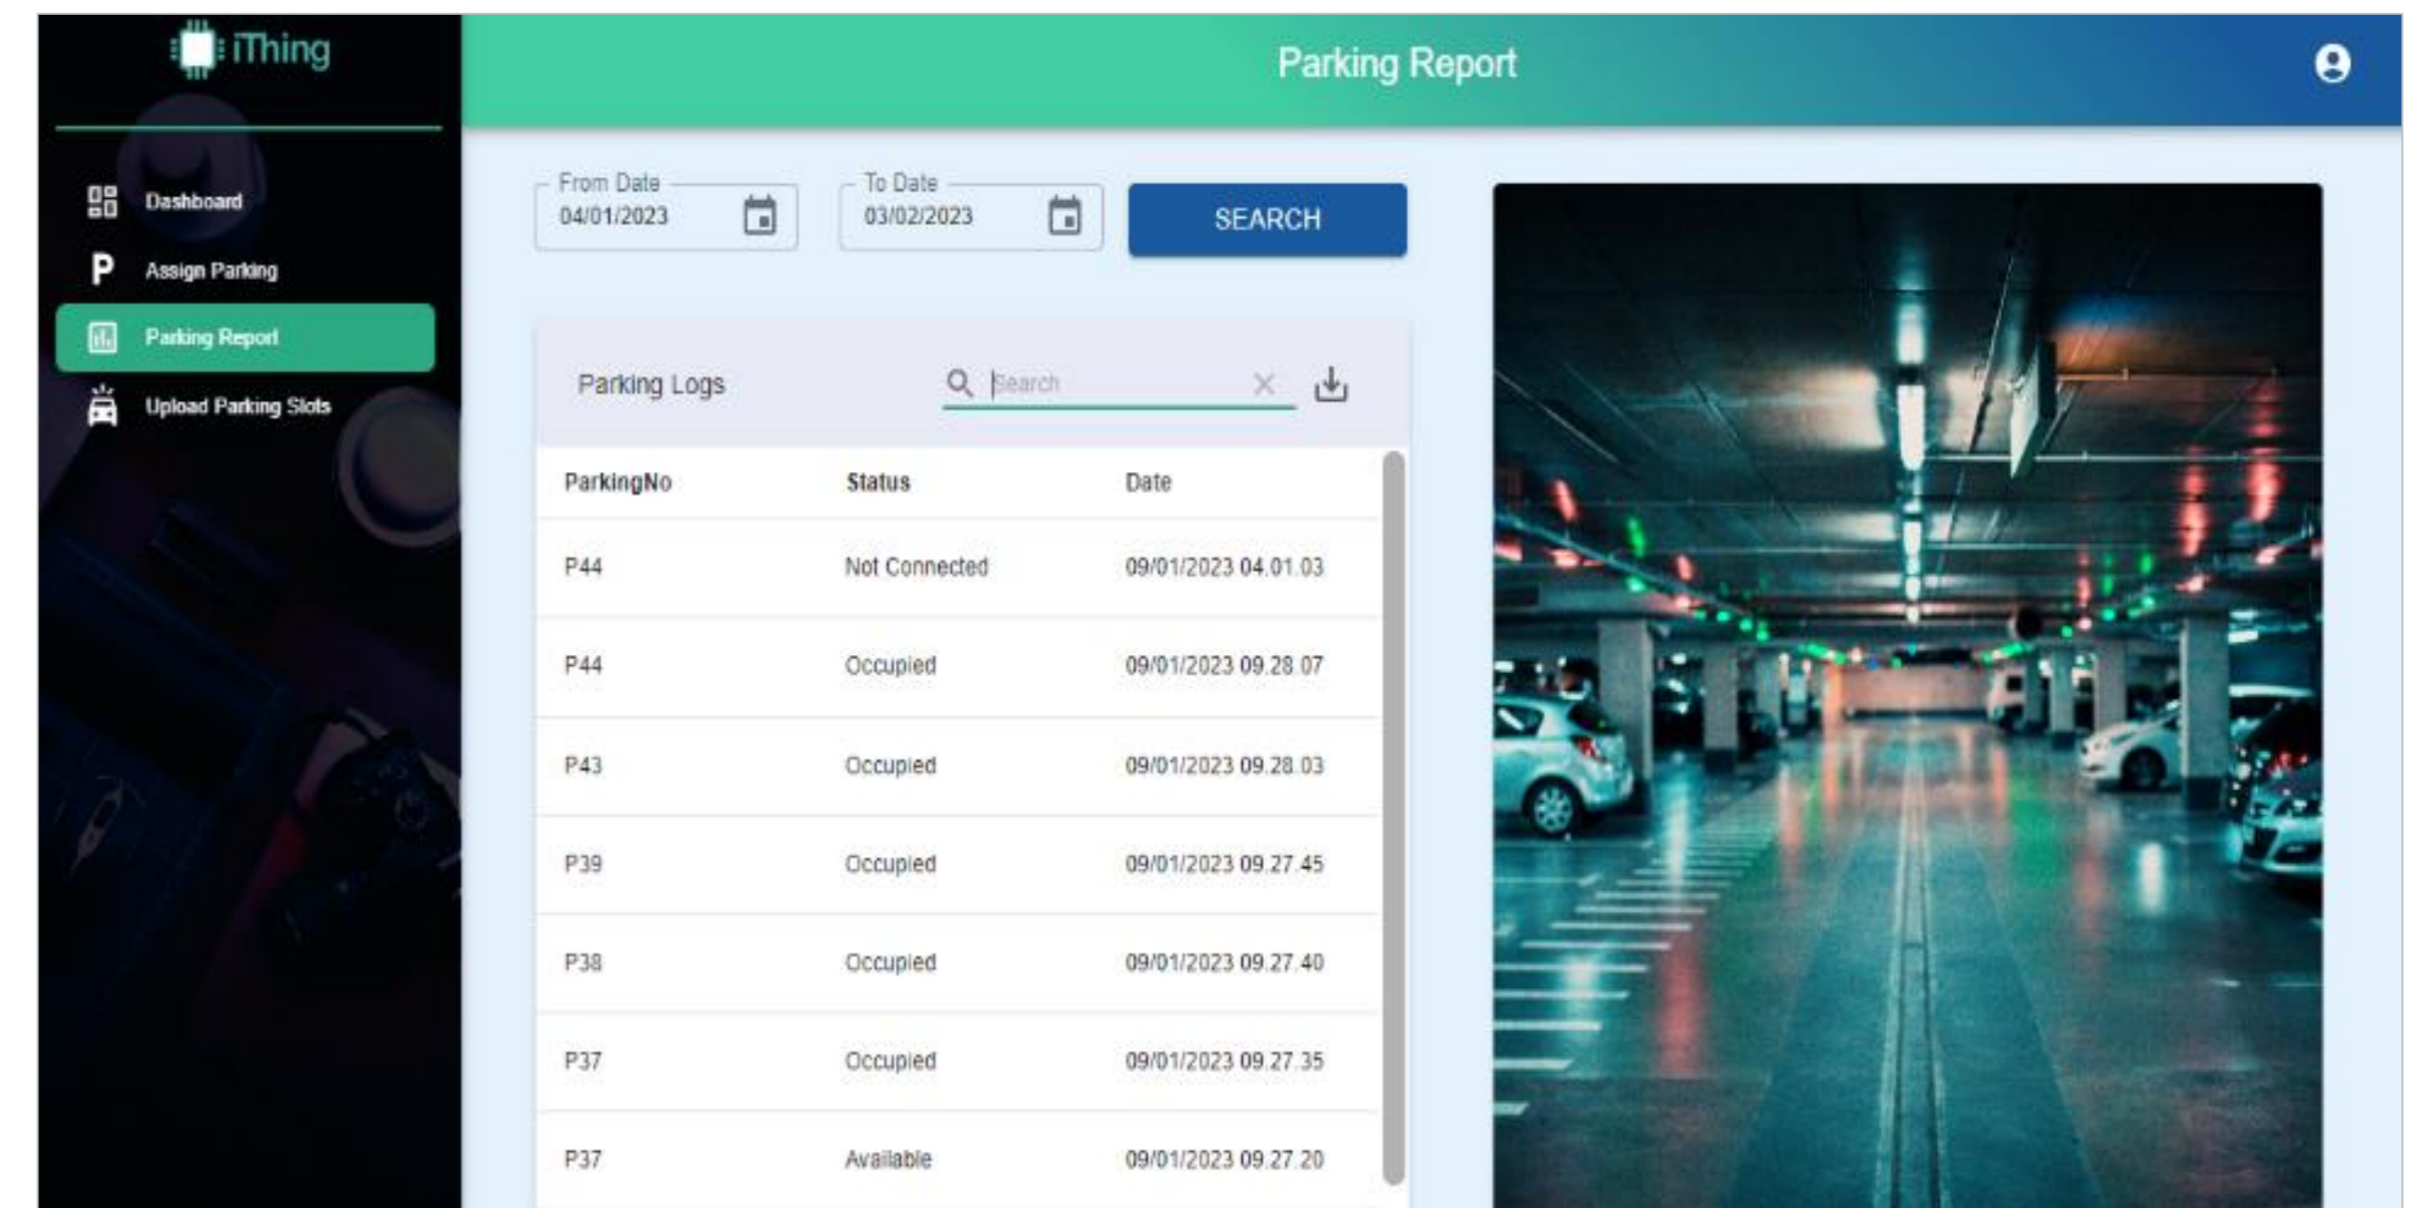 iThing
Parking Report
Dashboard
Assign Parking
Parking Report
Upload Parking Slots
From Date
04/01/2023
To Date
03/02/2023
SEARCH
Parking Logs
Search
ParkingNo Status Date
P44 Not Connected 09/01/2023 04.01.03
P44 Occupied 09/01/2023 09.28.07
P43 Occupied 09/01/2023 09.28.03
P39 Occupied 09/01/2023 09.27.45
P38 Occupied 09/01/2023 09.27.40
P37 Occupied 09/01/2023 09.27.35
P37 Available 09/01/2023 09.27.20